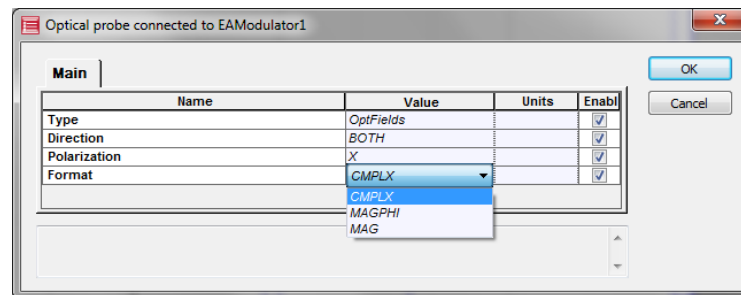 Optical probe connected to EAModulator1
Main
OK
Cancel
Name Value Units Enabl
Type OptFields
Direction BOTH
Polarization X
Format CMPLX
CMPLX
MAGPHI
MAG